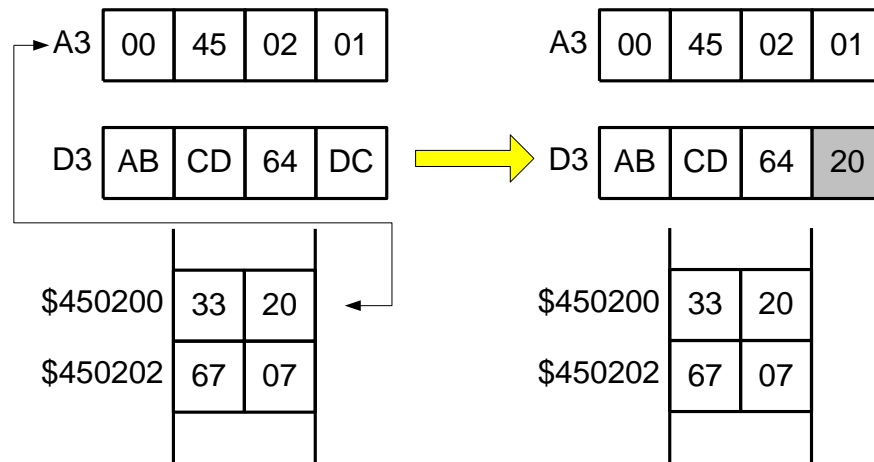 A3 00 45 02 01 A3 00 45 02 01
D3 AB CD 64 DC D3 AB CD 64 20
$450200 33 20 $450200 33 20
$450202 67 07 $450202 67 07